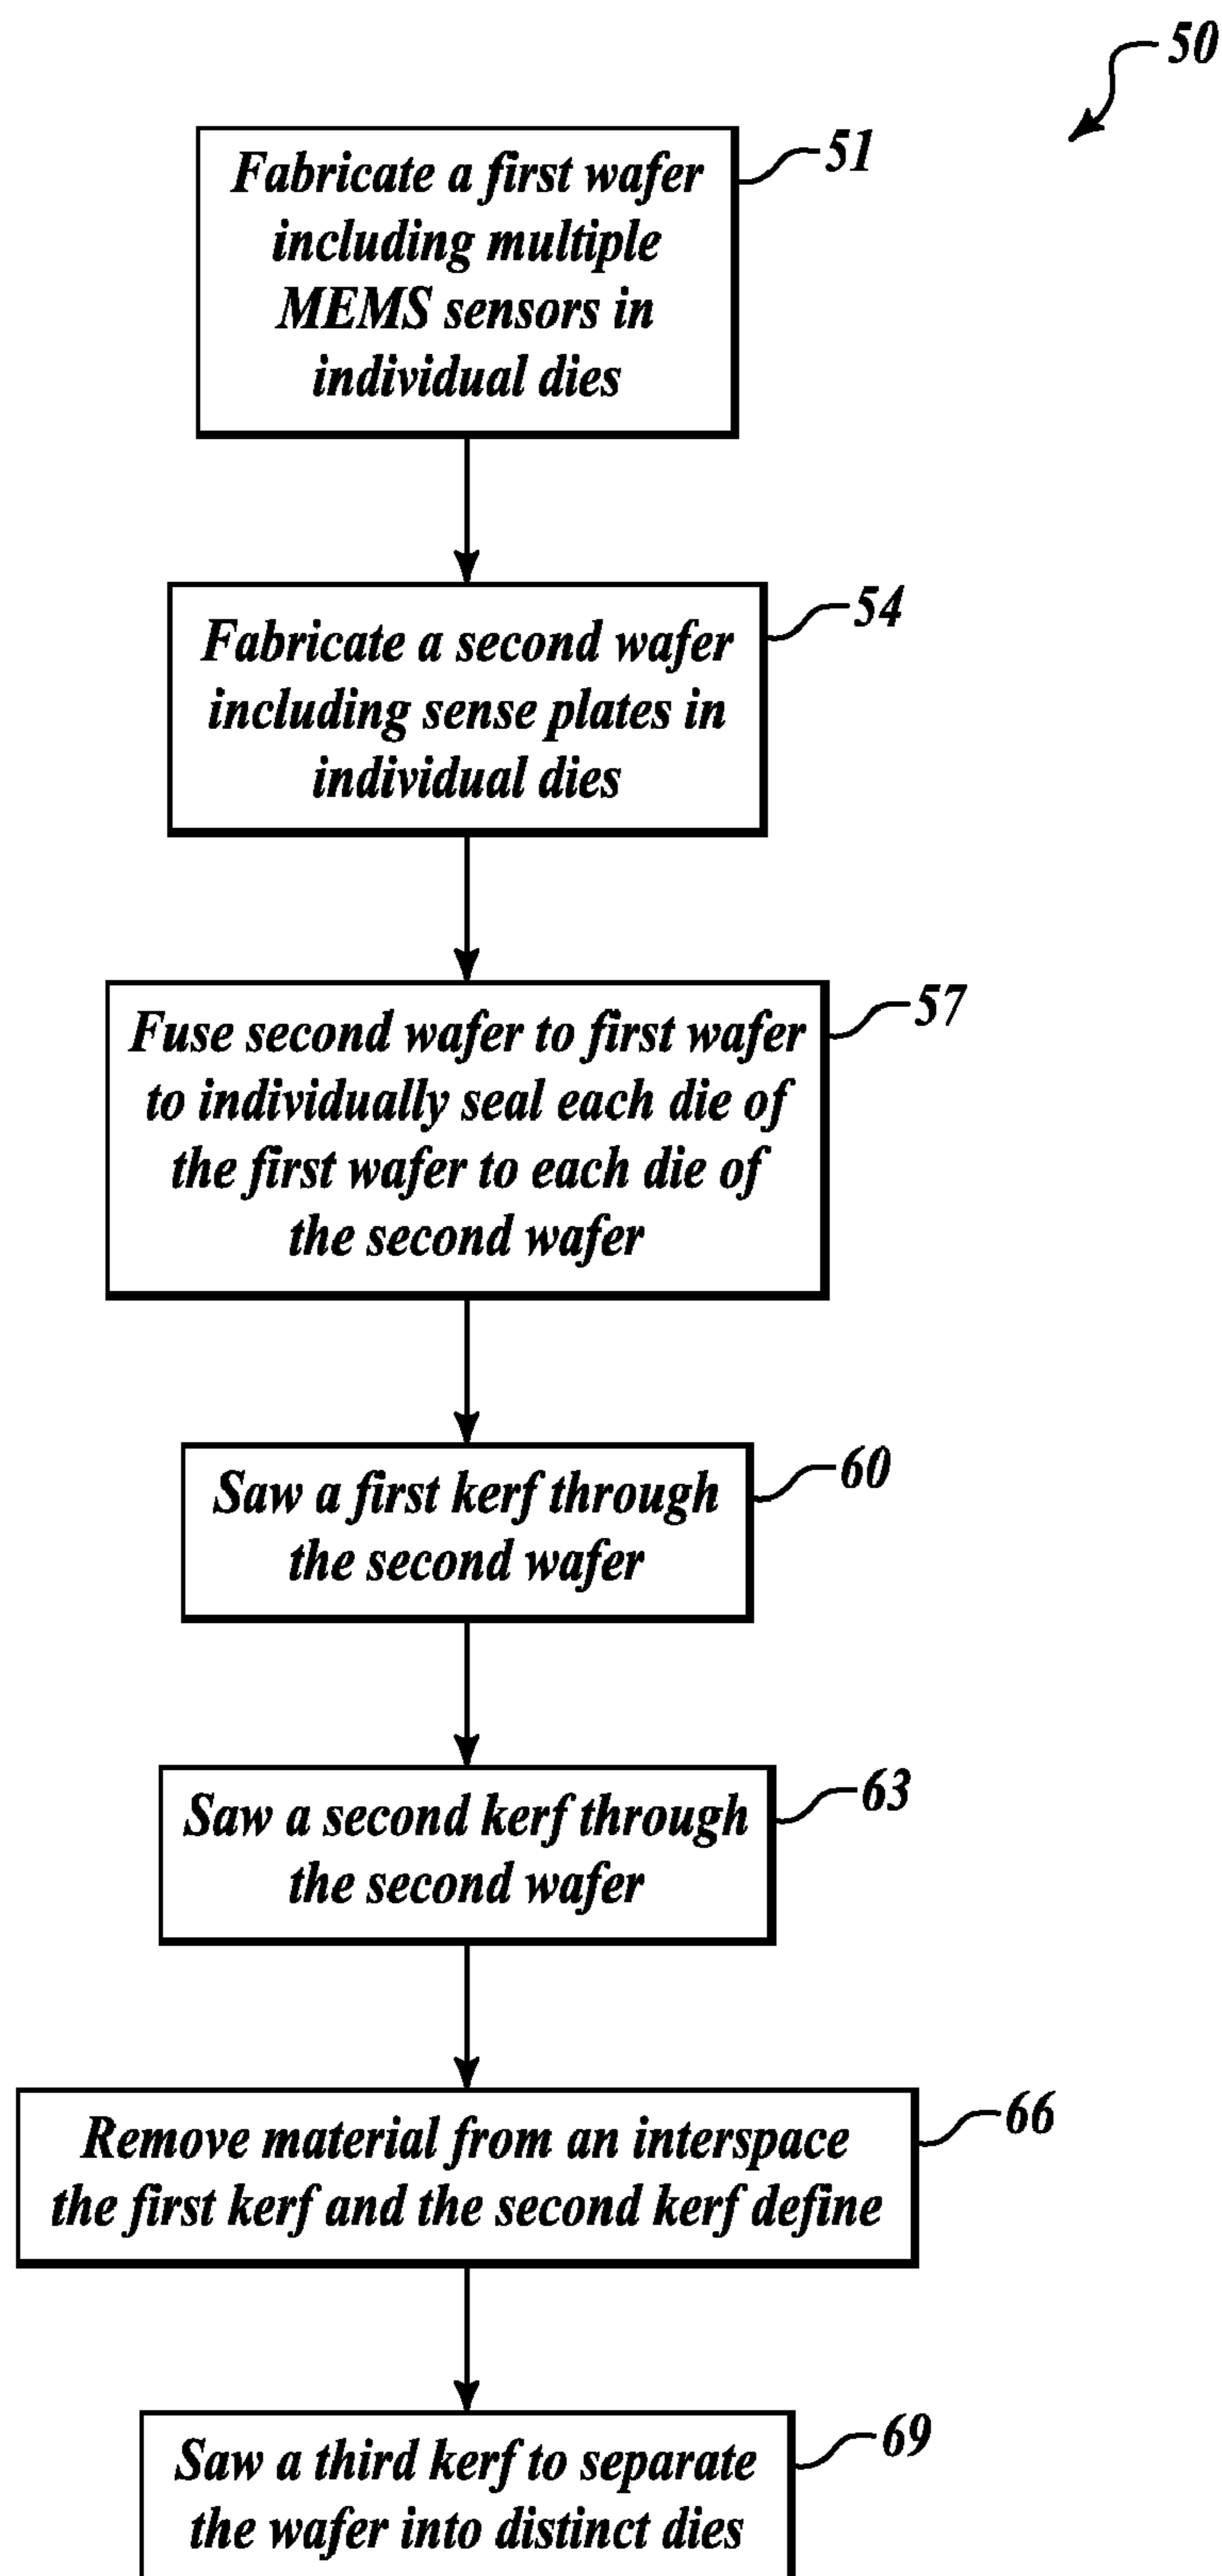 50
51
Fabricate a first wafer
including multiple
MEMS sensors in
individual dies
54
Fabricate a second wafer
including sense plates in
individual dies
57
Fuse second wafer to first wafer
to individually seal each die of
the first wafer to each die of
the second wafer
60
Saw a first kerf through
the second wafer
63
Saw a second kerf through
the second wafer
66
Remove material from an interspace
the first kerf and the second kerf define
69
Saw a third kerf to separate
the wafer into distinct dies